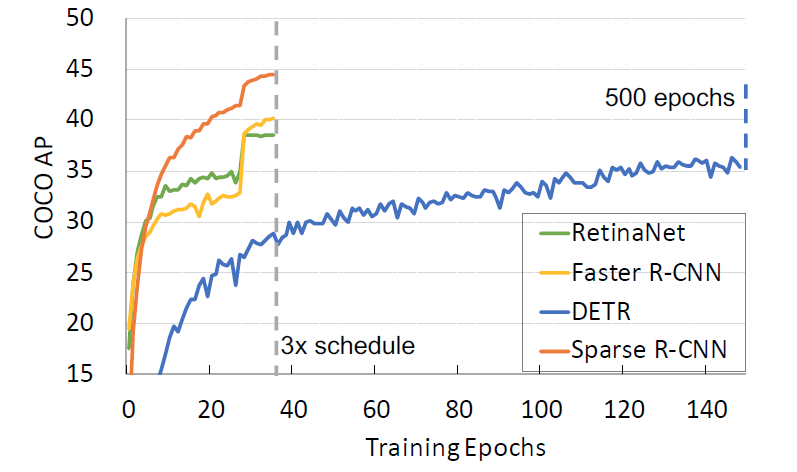 50
45
40
35
30
25
20
15
COCO AP
500 epochs
RetinaNet
Faster R-CNN
DETR
Sparse R-CNN
3x schedule
0 20 40 60 80 100 120 140
Training Epochs